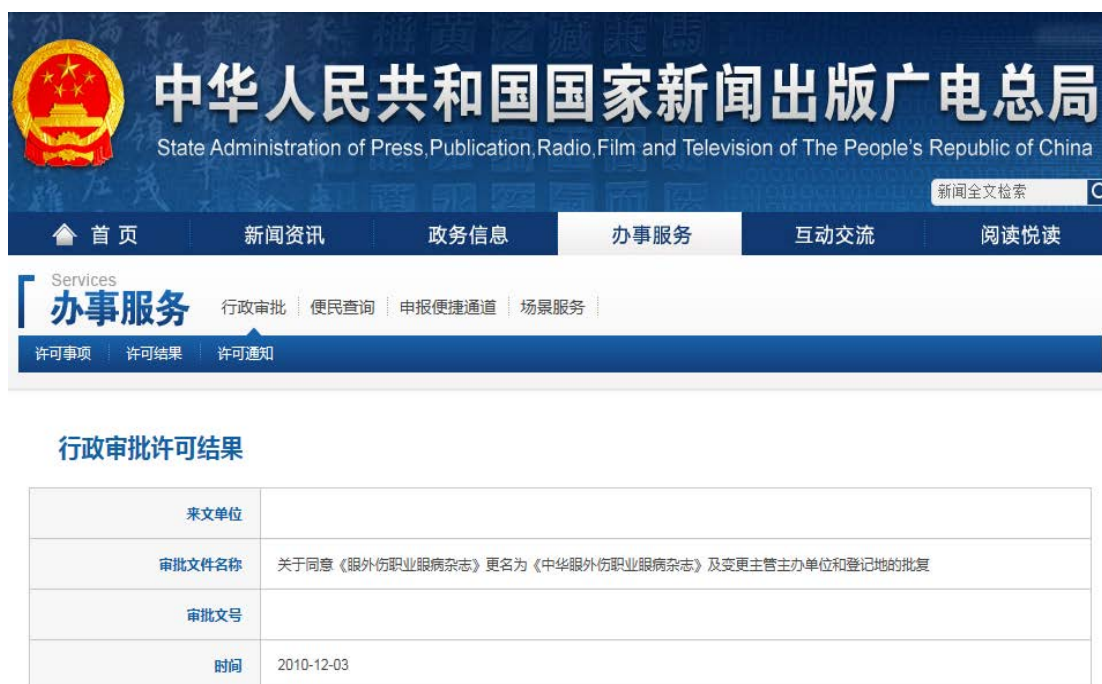 中华人民共和国国家新闻出版广电总局
State Administration of Press,Publication,Radio,Film and Television of The People's Republic of China
新闻全文检索
首页 新闻资讯 政务信息 办事服务 互动交流 阅读悦读
Services
办事服务 行政审批 便民查询 申报便捷通道 场景服务
许可事项 许可结果 许可通知
行政审批许可结果
来文单位
审批文件名称 关于同意《眼外伤职业眼病杂志》更名为《中华眼外伤职业眼病杂志》及变更主管主办单位和登记地的批复
审批文号
时间 2010-12-03